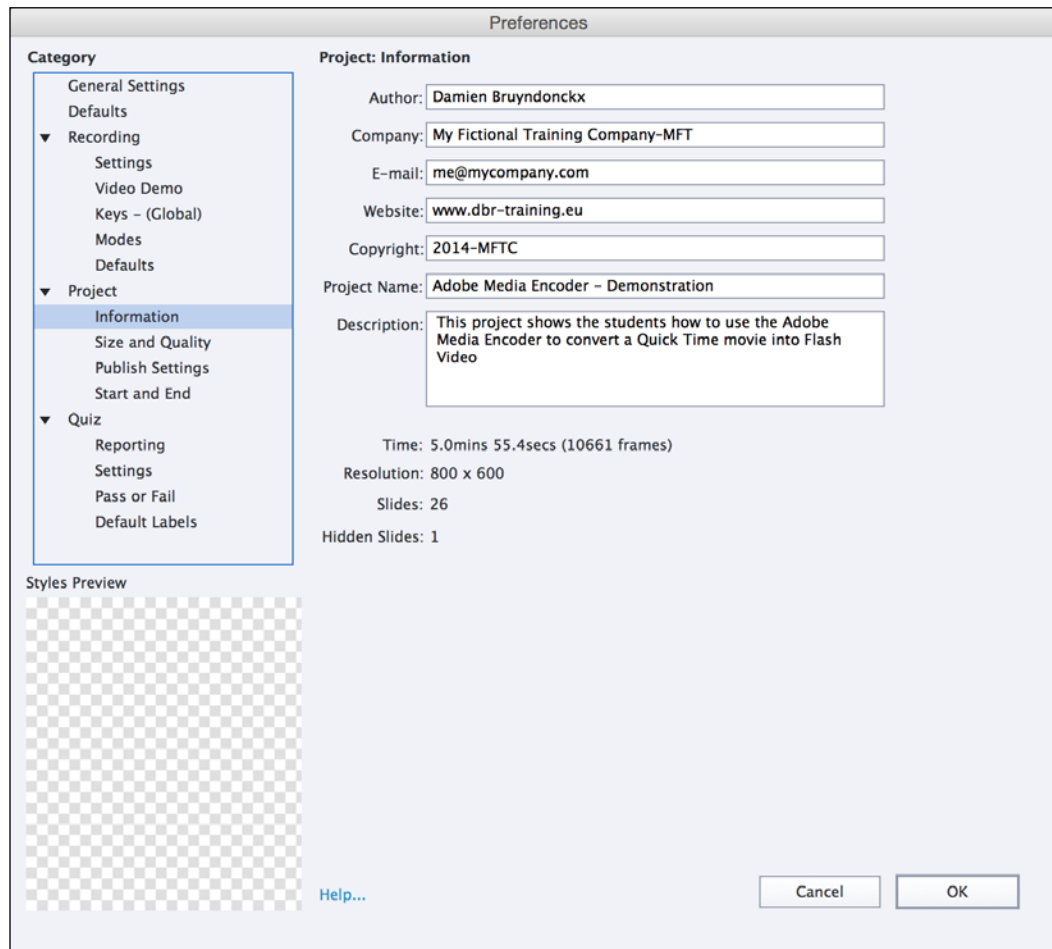 Preferences
Category
General Settings
Defaults
Recording
Settings
Video Demo
Keys - (Global)
Modes
Defaults
Project
Information
Size and Quality
Publish Settings
Start and End
Quiz
Reporting
Settings
Pass or Fail
Default Labels
Styles Preview
Project: Information
Author: Damien Bruyndonckx
Company: My Fictional Training Company-MFT
E-mail: me@mycompany.com
Website: www.dbr-training.eu
Copyright: 2014-MFTC
Project Name: Adobe Media Encoder - Demonstration
Description: This project shows the students how to use the Adobe
Media Encoder to convert a Quick Time movie into Flash
Video
Time: 5.0mins 55.4secs (10661 frames)
Resolution: 800 x 600
Slides: 26
Hidden Slides: 1
Help...
Cancel
OK